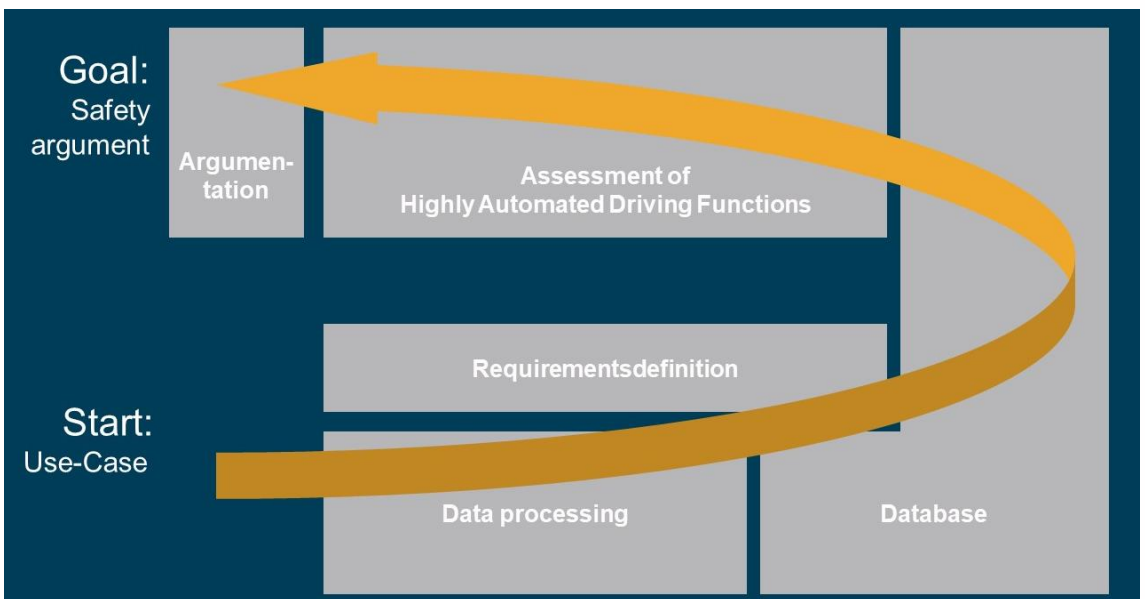 Goal:
Safety
argument
Argumen-
tation
Assessment of
Highly Automated Driving Functions
Requirementsdefinition
Start:
Use-Case
Data processing
Database